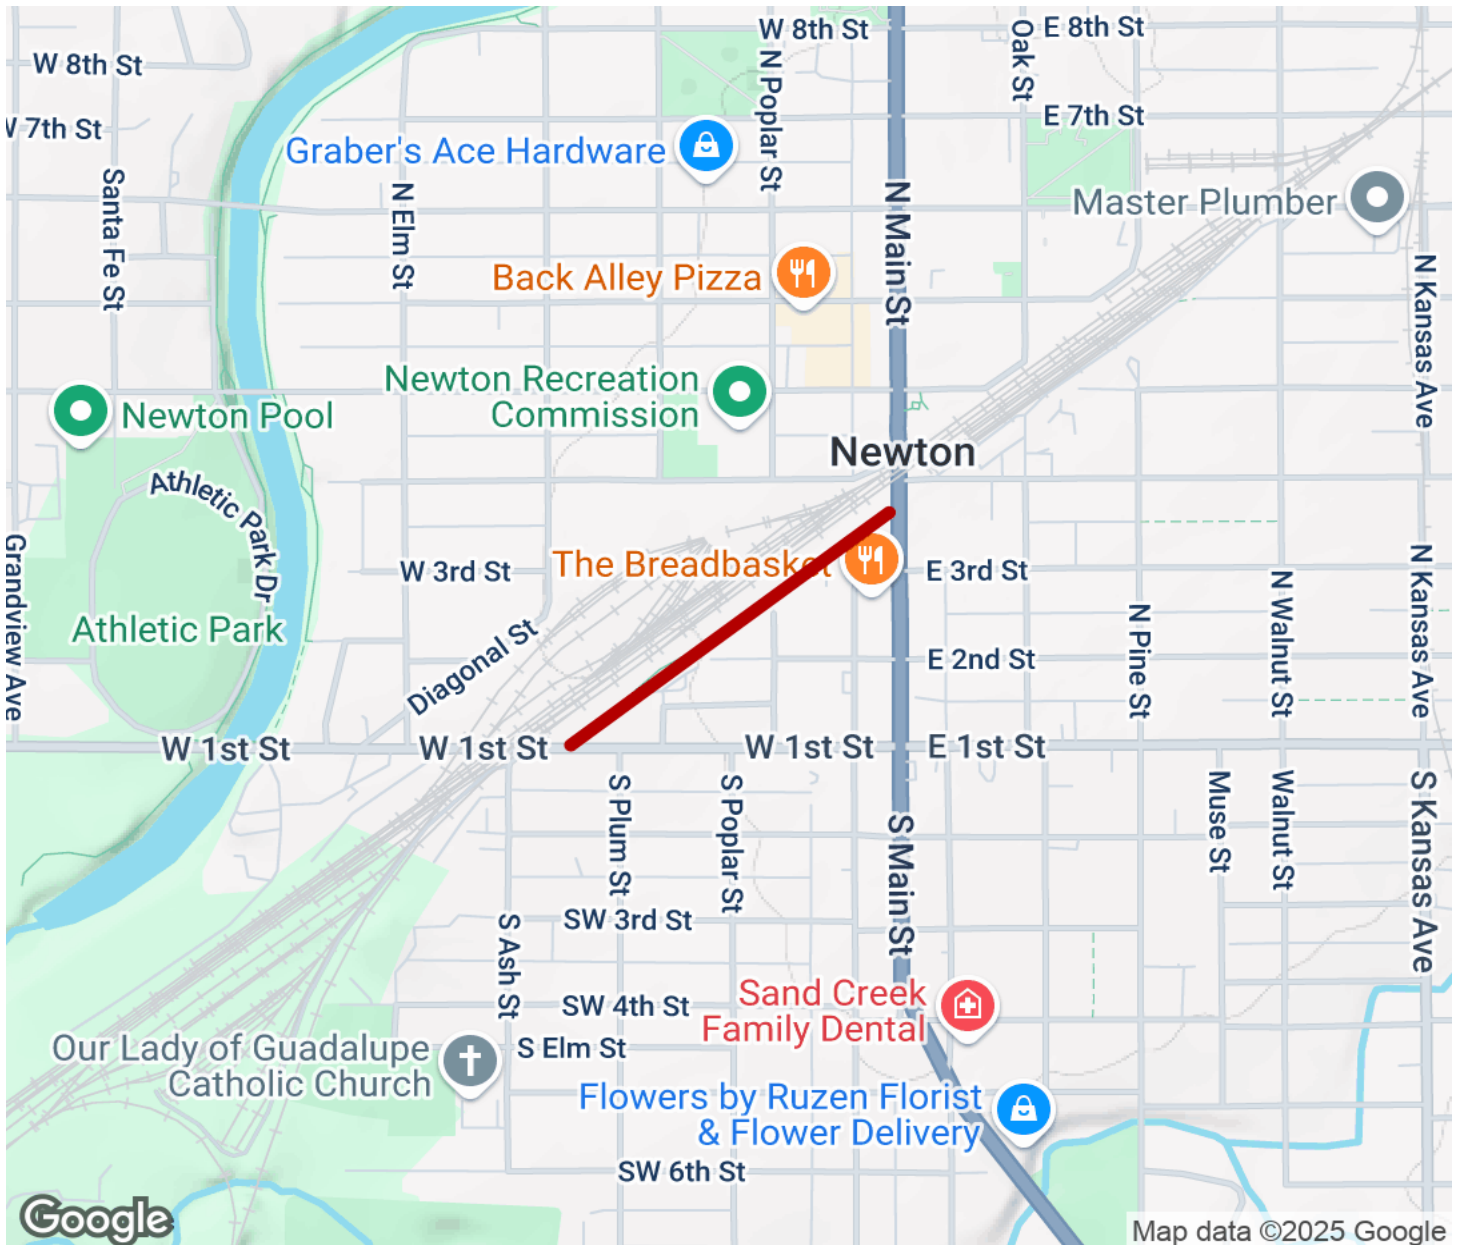 W 8th St
E 8th St
W 8th St
N Poplar St
Oak St
W 7th St
E 7th St
Graber's Ace Hardware
Santa Fe St
N Elm St
N Main St
Master Plumber
Back Alley Pizza
N Kansas Ave
Newton Recreation
Commission
Newton Pool
Newton
Athletic Park Dr
Grandview Ave
W 3rd St
The Breadbasket
E 3rd St
N Kansas Ave
N Walnut St
N Pine St
Athletic Park
Diagonal St
E 2nd St
W 1st St
W 1st St
W 1st St
E 1st St
S Plum St
S Poplar St
S Main St
Muse St
Walnut St
S Kansas Ave
SW 3rd St
S Ash St
SW 4th St
Sand Creek
Family Dental
Our Lady of Guadalupe
Catholic Church
S Elm St
Flowers by Ruzen Florist
& Flower Delivery
SW 6th St
Google
Map data ©2025 Google